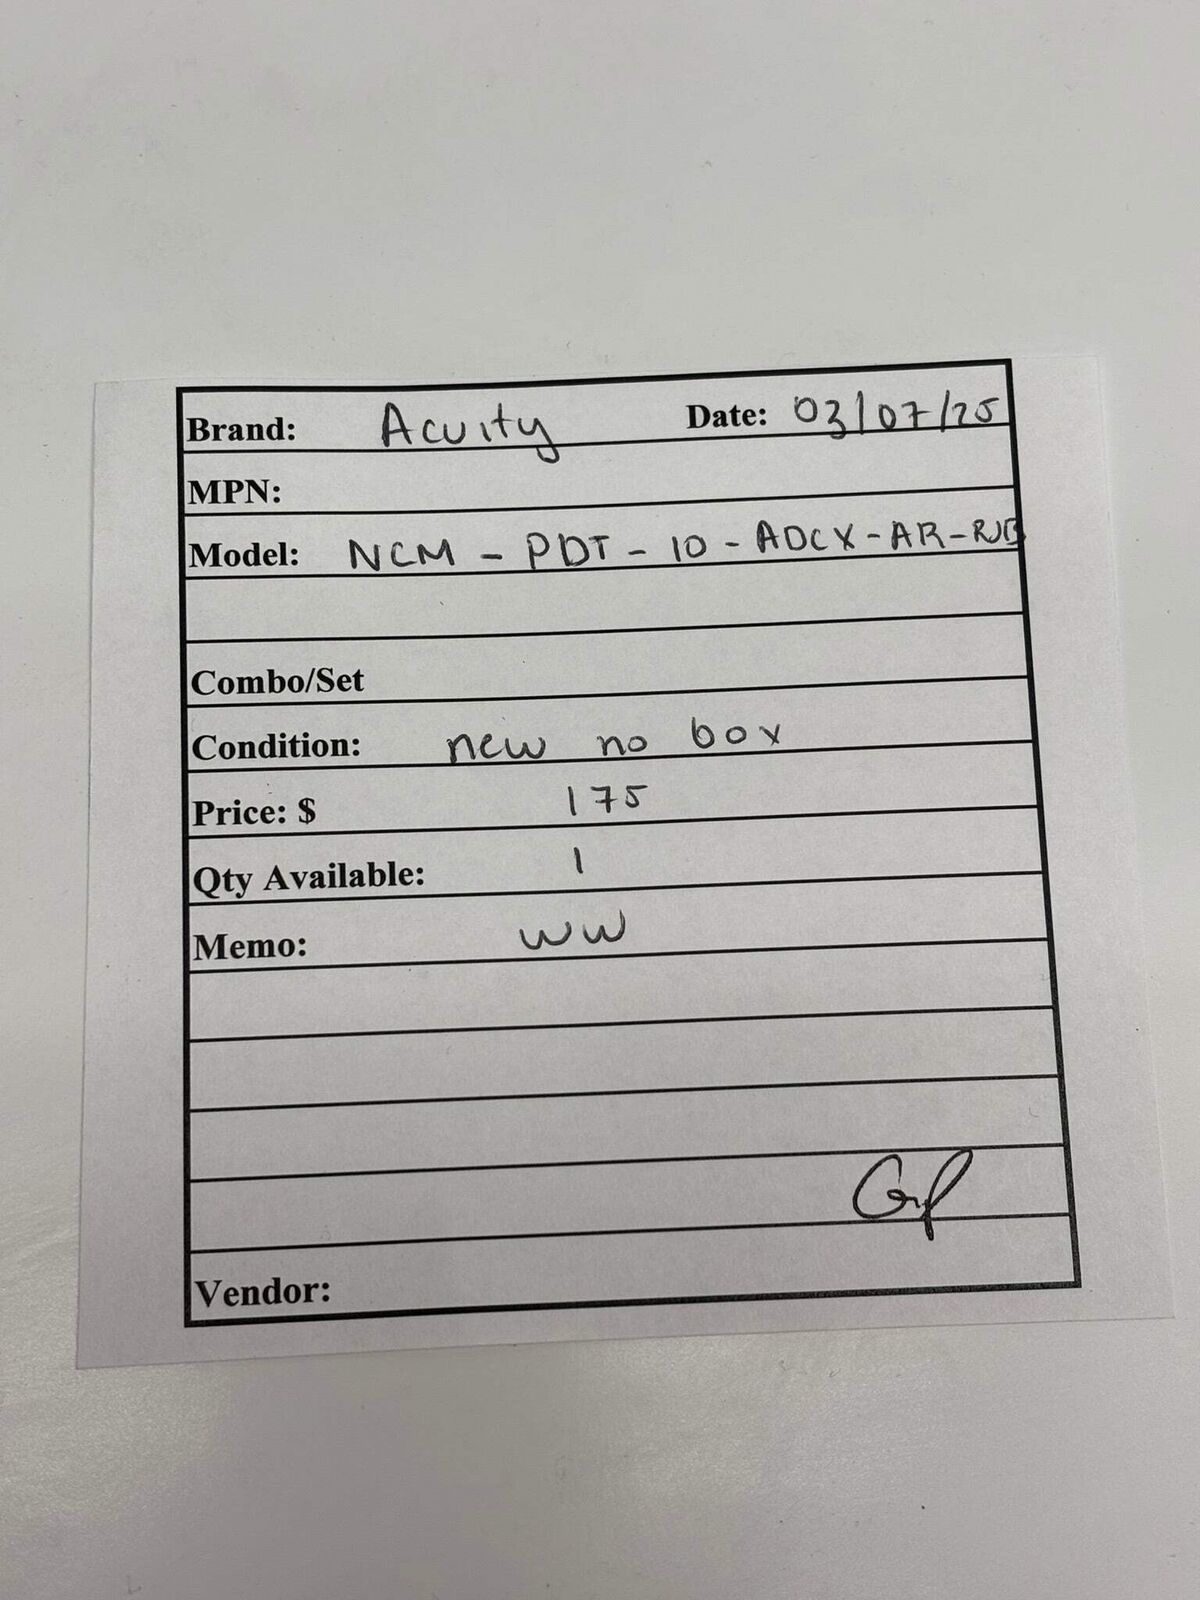 Brand: Acuity Date: 03/07/25
MPN:
Model: NCM - PDT - 10 - ADCX - AR - RJB
Combo/Set
Condition: new no box
Price: $ 175
Qty Available: 1
Memo: WW
Vendor: